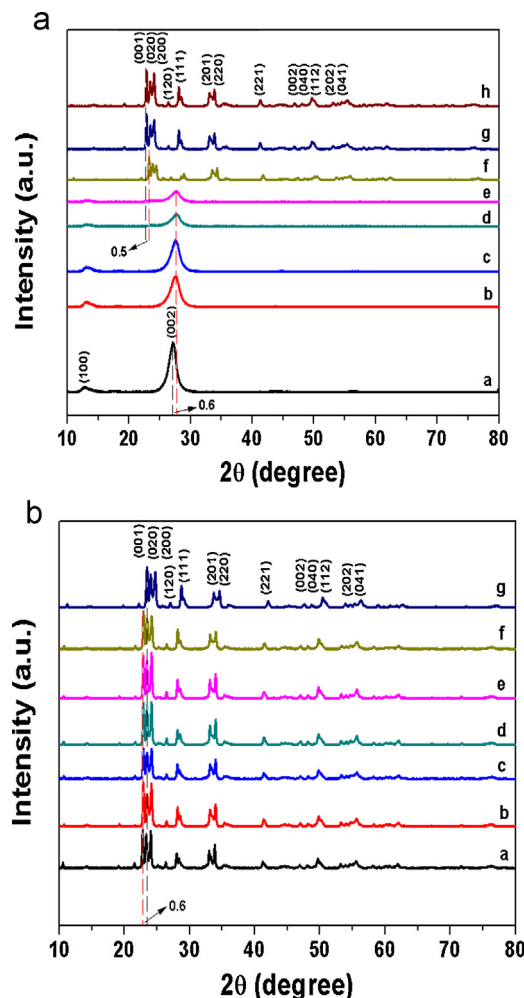 a
(001)
(020)
(200)
(120)
(111)
(201)
(220)
(221)
(002)
(040)
(112)
(202)
(041)
h
g
f
e
d
0.5
c
b
(002)
(100)
a
0.6
Intensity (a.u.)
10 20 30 40 50 60 70 80
2θ (degree)
b
(001)
(020)
(200)
(120)
(111)
(201)
(220)
(221)
(002)
(040)
(112)
(202)
(041)
g
f
e
d
c
b
a
0.6
Intensity (a.u.)
10 20 30 40 50 60 70 80
2θ (degree)